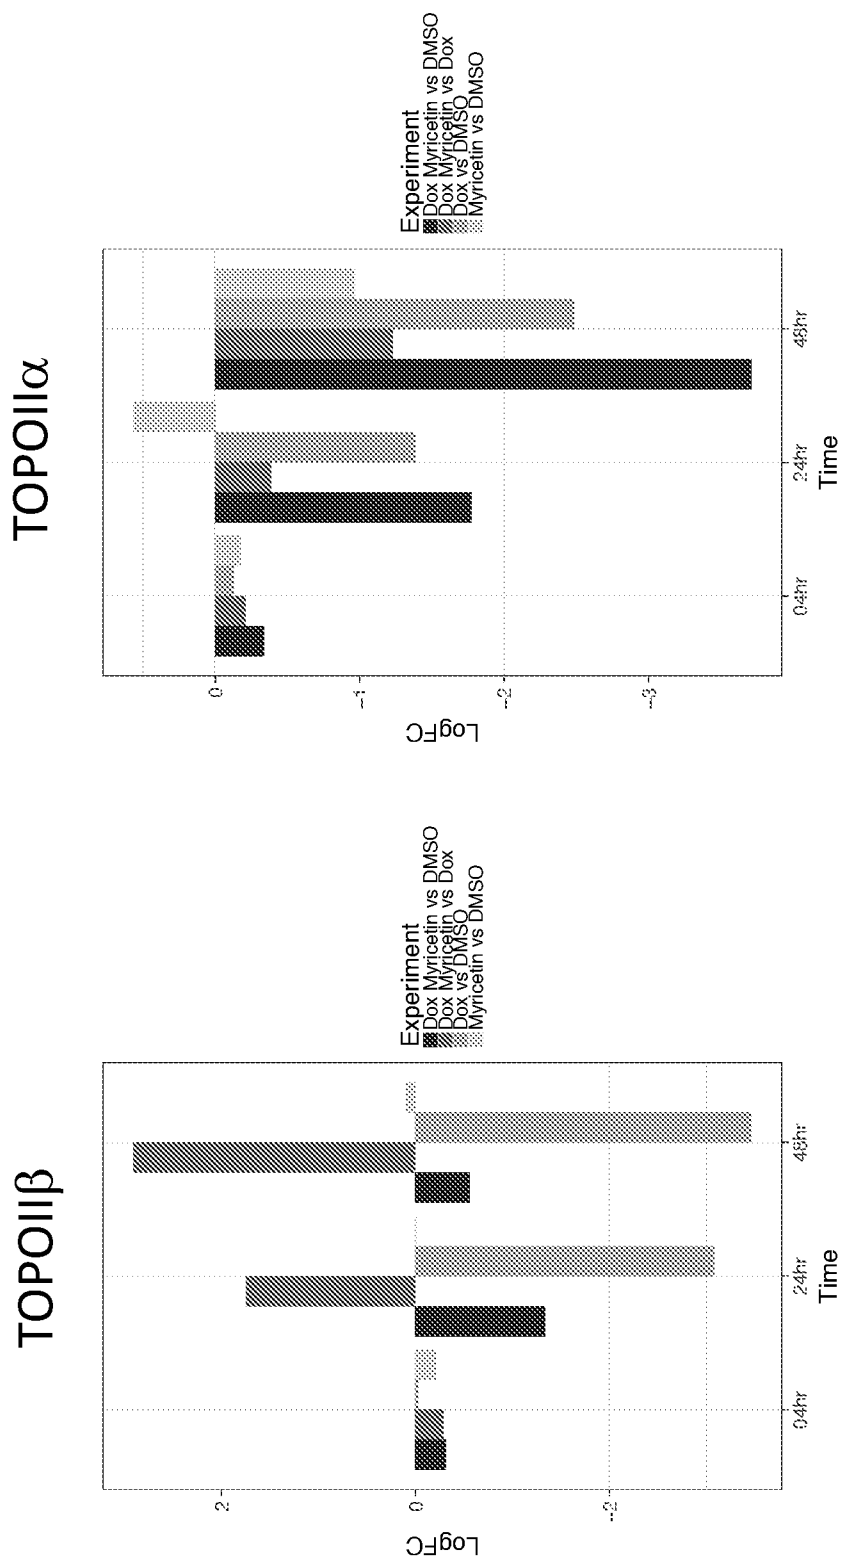 TOPOIIβ
2
0
-2
LogFC
04hr
24hr
48hr
Time
Experiment
Dox Myricetin vs DMSO
Dox Myricetin vs Dox
Dox vs DMSO
Myricetin vs DMSO
TOPOIIα
0
-1
-2
-3
LogFC
04hr
24hr
48hr
Time
Experiment
Dox Myricetin vs DMSO
Dox Myricetin vs Dox
Dox vs DMSO
Myricetin vs DMSO